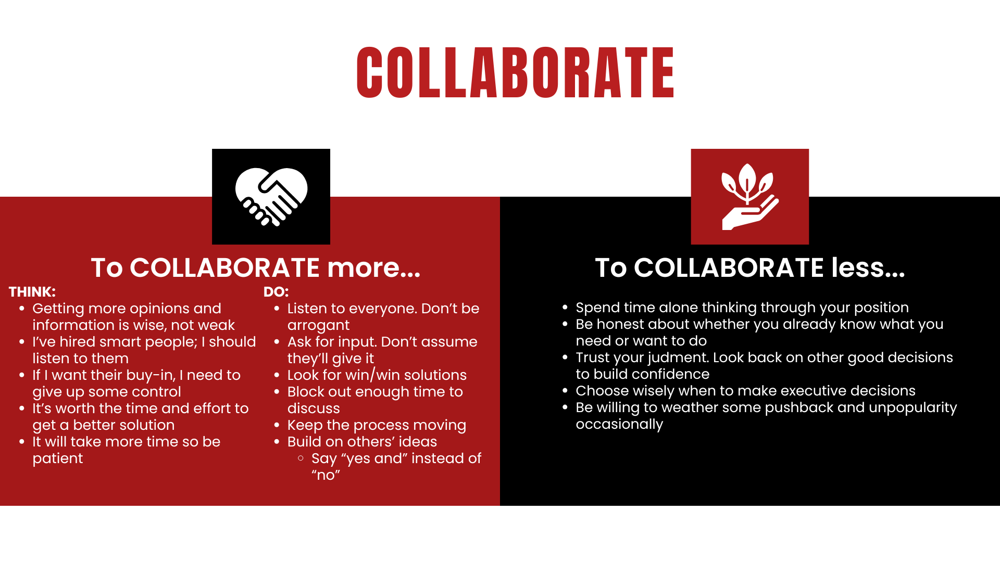 COLLABORATE
To COLLABORATE more...
THINK:
• Getting more opinions and
information is wise, not weak
• I’ve hired smart people; I should
listen to them
• If I want their buy-in, I need to
give up some control
• It’s worth the time and effort to
get a better solution
• It will take more time so be
patient
DO:
• Listen to everyone. Don’t be
arrogant
• Ask for input. Don’t assume
they’ll give it
• Look for win/win solutions
• Block out enough time to
discuss
• Keep the process moving
• Build on others’ ideas
◦ Say “yes and” instead of
“no”
To COLLABORATE less...
• Spend time alone thinking through your position
• Be honest about whether you already know what you
need or want to do
• Trust your judgment. Look back on other good decisions
to build confidence
• Choose wisely when to make executive decisions
• Be willing to weather some pushback and unpopularity
occasionally